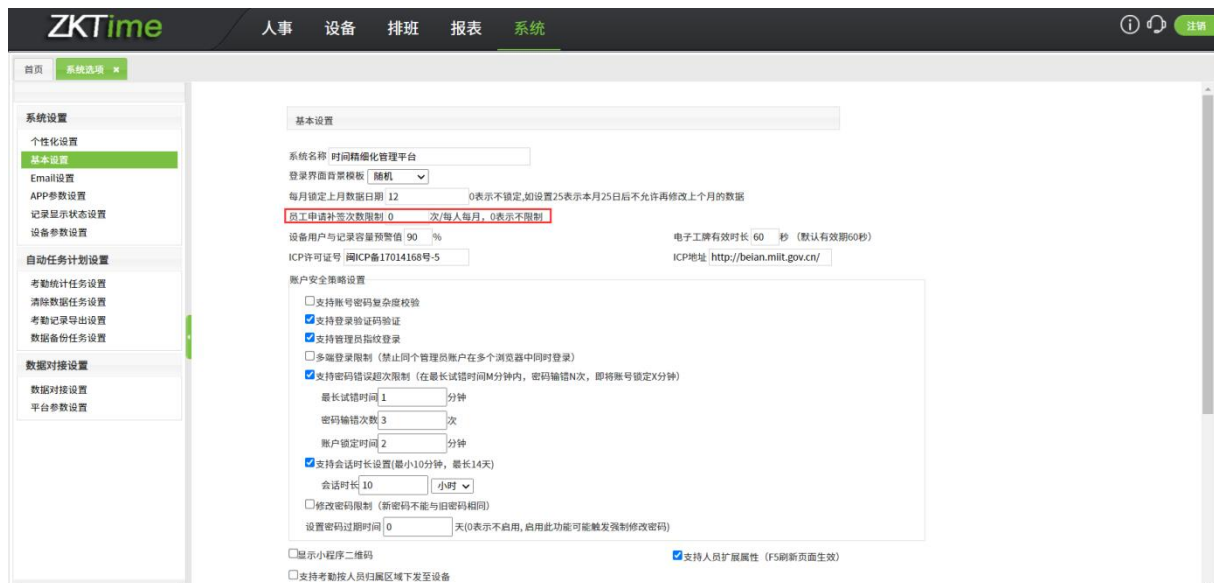 ZKTime 人事 设备 排班 报表 系统 注销
首页 系统选项 ×
系统设置
个性化设置
基本设置
Email设置
APP参数设置
记录显示状态设置
设备参数设置
自动任务计划设置
考勤统计任务设置
清除数据任务设置
考勤记录导出设置
数据备份任务设置
数据对接设置
数据对接设置
平台参数设置
基本设置
系统名称 时间精细化管理平台
登录界面背景模板 随机
每月锁定上月数据日期 12 0表示不锁定,如设置25表示本月25日后不允许再修改上个月的数据
员工申请补签次数限制 0 次/每人每月，0表示不限制
设备用户与记录容量预警值 90 % 电子工牌有效时长 60 秒 （默认有效期60秒）
ICP许可证号 闽ICP备17014168号-5 ICP地址 http://beian.miit.gov.cn/
账户安全策略设置
支持账号密码复杂度校验
支持登录验证码验证
支持管理员指纹登录
多端登录限制（禁止同个管理员账户在多个浏览器中同时登录）
支持密码错误超次限制（在最长试错时间M分钟内，密码输错N次，即将账号锁定X分钟）
最长试错时间 1 分钟
密码输错次数 3 次
账户锁定时间 2 分钟
支持会话时长设置(最小10分钟，最长14天)
会话时长 10 小时
修改密码限制（新密码不能与旧密码相同）
设置密码过期时间 0 天(0表示不启用, 启用此功能可能触发强制修改密码)
显示小程序二维码 支持人员扩展属性（F5刷新页面生效）
支持考勤按人员归属区域下发至设备